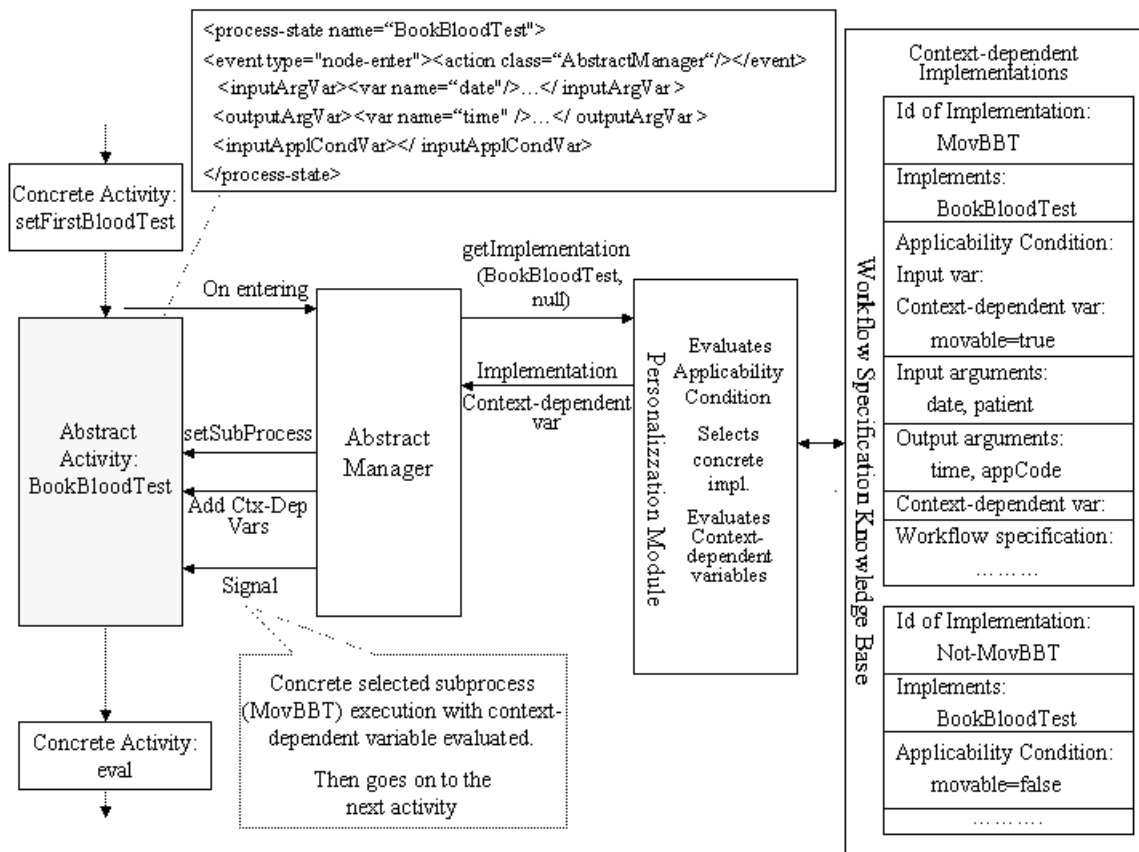 <process-state name=“BookBloodTest">
<event type="node-enter"><action class=“AbstractManager“/></event>
<inputArgVar><var name=“date"/>…</ inputArgVar >
<outputArgVar><var name=“time" />…</ outputArgVar >
<inputApplCondVar></ inputApplCondVar>
</process-state>
Concrete Activity:
setFirstBloodTest
On entering
Abstract
Activity:
BookBloodTest
setSubProcess
Add Ctx-Dep
Vars
Signal
Abstract
Manager
getImplementation
(BookBloodTest,
null)
Implementation
Context-dependent
var
Personalizzation Module
Evaluates
Applicability
Condition
Selects
concrete
impl.
Evaluates
Context-
dependent
variables
Concrete selected subprocess
(MovBBT) execution with context-
dependent variable evaluated.
Then goes on to the
next activity
Concrete Activity:
eval
Workflow Specification Knowledge Base
Context-dependent
Implementations
Id of Implementation:
MovBBT
Implements:
BookBloodTest
Applicability Condition:
Input var:
Context-dependent var:
movable=true
Input arguments:
date, patient
Output arguments:
time, appCode
Context-dependent var:
Workflow specification:
………
Id of Implementation:
Not-MovBBT
Implements:
BookBloodTest
Applicability Condition:
movable=false
……….